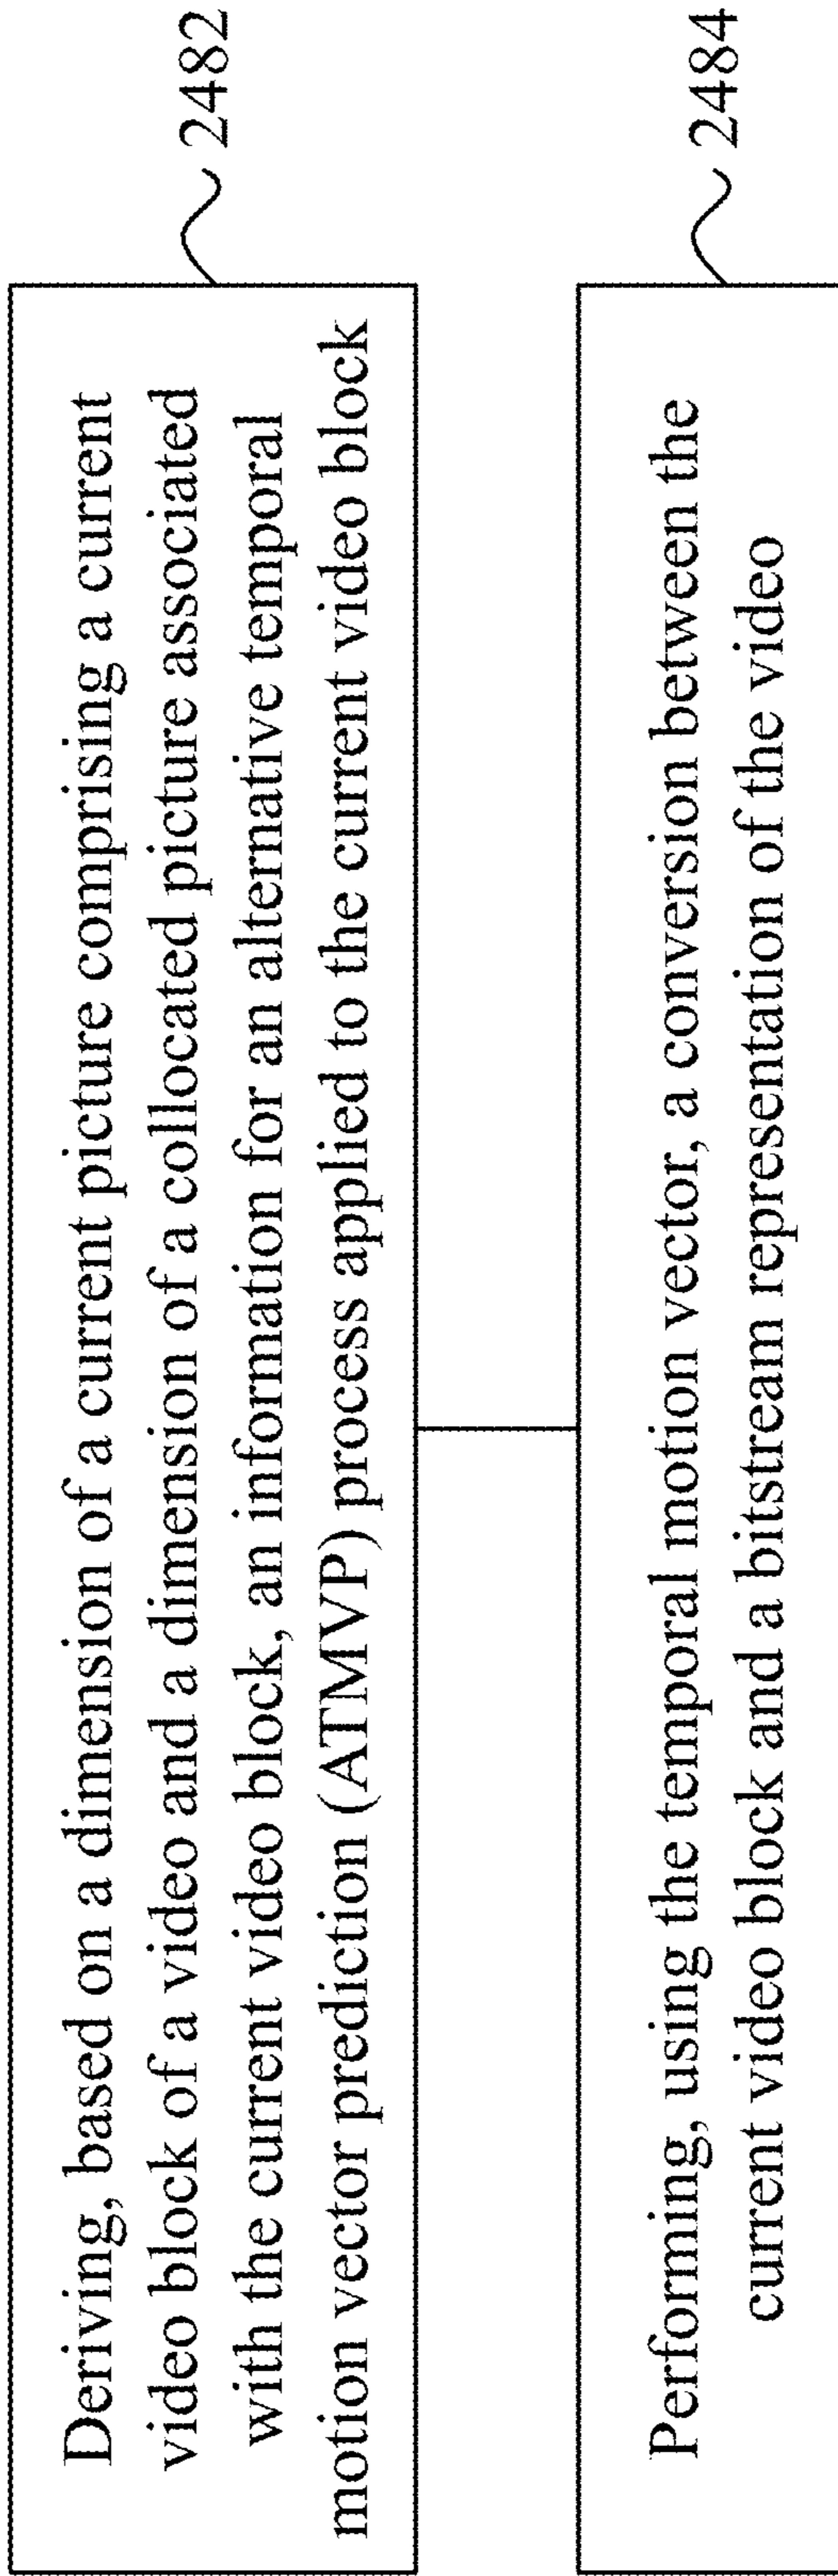 Deriving, based on a dimension of a current picture comprising a current
video block of a video and a dimension of a collocated picture associated
with the current video block, an information for an alternative temporal
motion vector prediction (ATMVP) process applied to the current video block
2482
Performing, using the temporal motion vector, a conversion between the
current video block and a bitstream representation of the video
2484